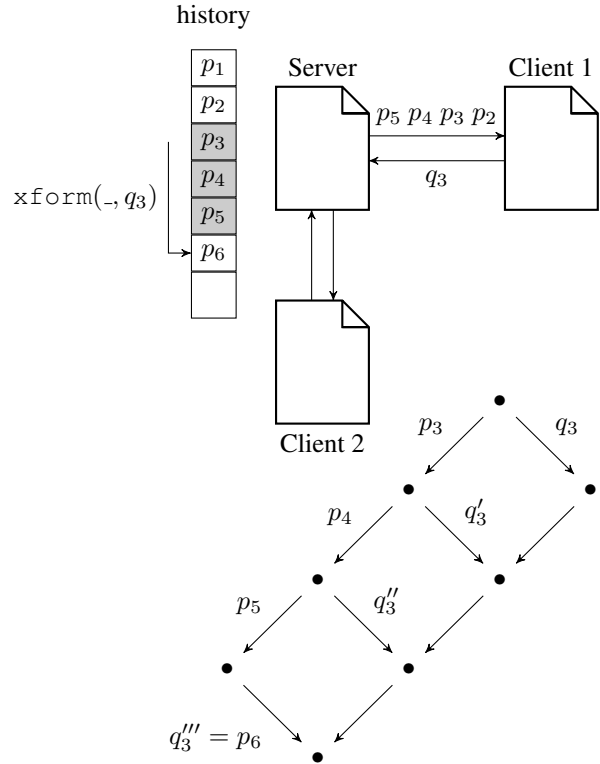 history
p₁
p₂
p₃
p₄
p₅
p₆
xform(_, q₃)
Server
Client 1
p₅ p₄ p₃ p₂
q₃
Client 2
p₃
q₃
p₄
q₃′
p₅
q₃″
q₃‴ = p₆